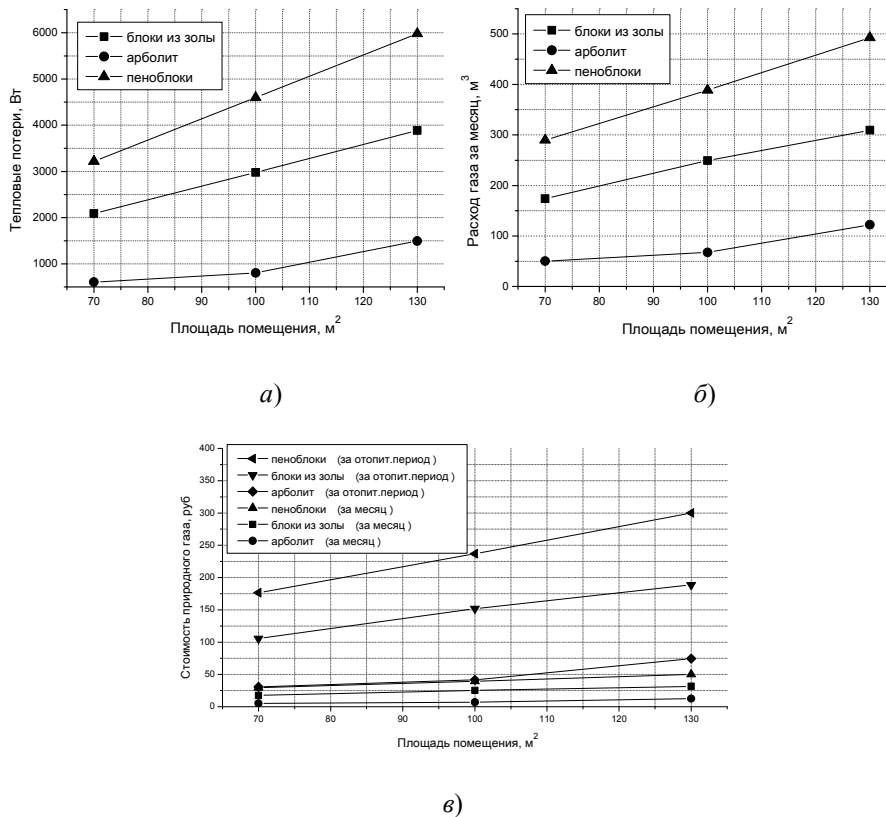 6000
5000
4000
3000
2000
1000
70 80 90 100 110 120 130
Тепловые потери, Вт
Площадь помещения, м²
блоки из золы
арболит
пеноблоки
а)
500
400
300
200
100
0
70 80 90 100 110 120 130
Расход газа за месяц, м³
Площадь помещения, м²
блоки из золы
арболит
пеноблоки
б)
400
350
300
250
200
150
100
50
0
70 80 90 100 110 120 130
Стоимость природного газа, руб
Площадь помещения, м²
пеноблоки (за отопит.период )
блоки из золы (за отопит.период )
арболит (за отопит.период )
пеноблоки (за месяц )
блоки из золы (за месяц )
арболит (за месяц )
в)